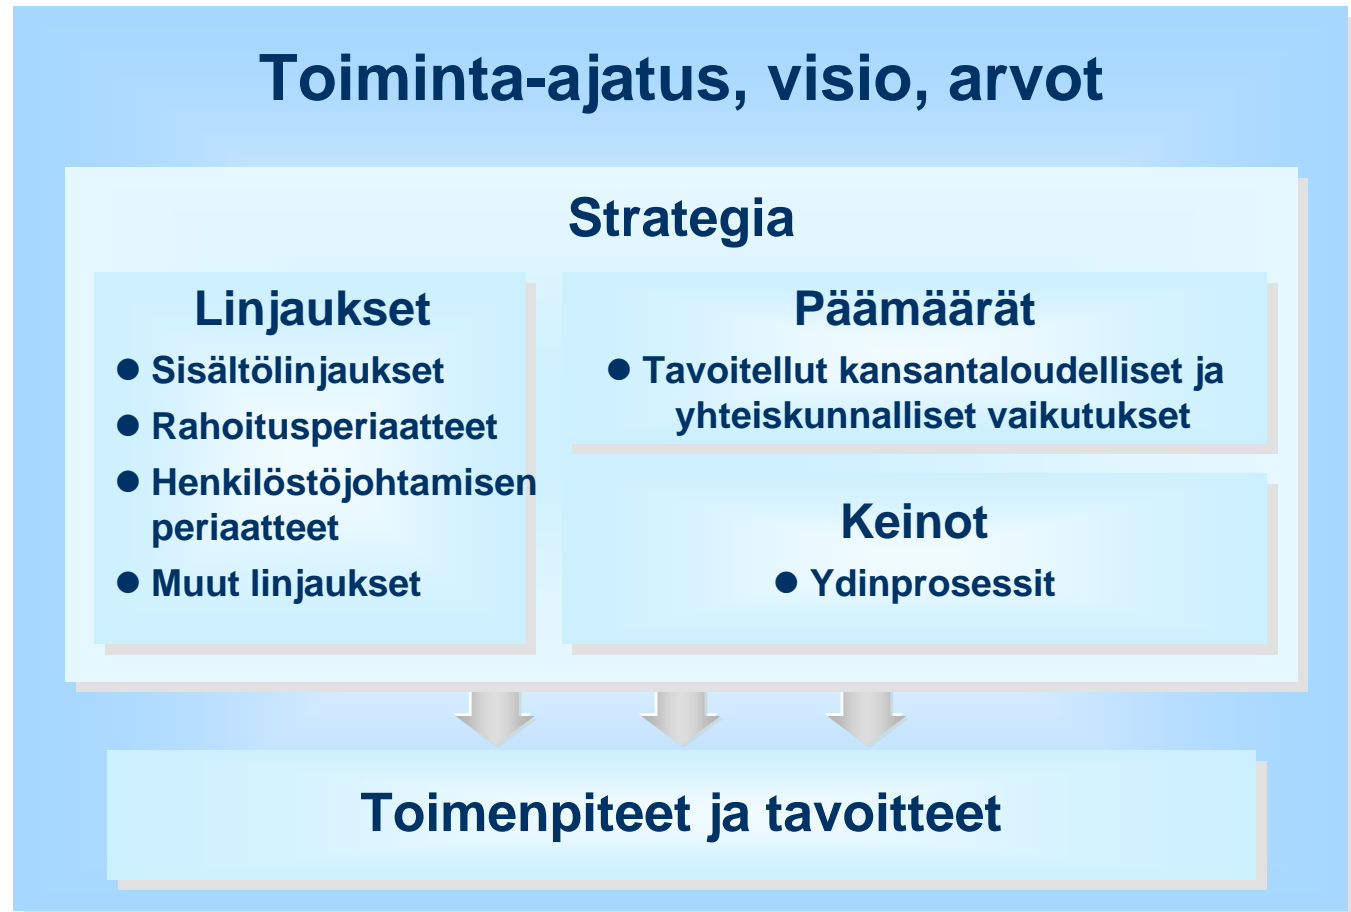 Toiminta-ajatus, visio, arvot
Strategia
Linjaukset
● Sisältölinjaukset
● Rahoitusperiaatteet
● Henkilöstöjohtamisen
periaatteet
● Muut linjaukset
Päämäärät
● Tavoitellut kansantaloudelliset ja
yhteiskunnalliset vaikutukset
Keinot
● Ydinprosessit
Toimenpiteet ja tavoitteet